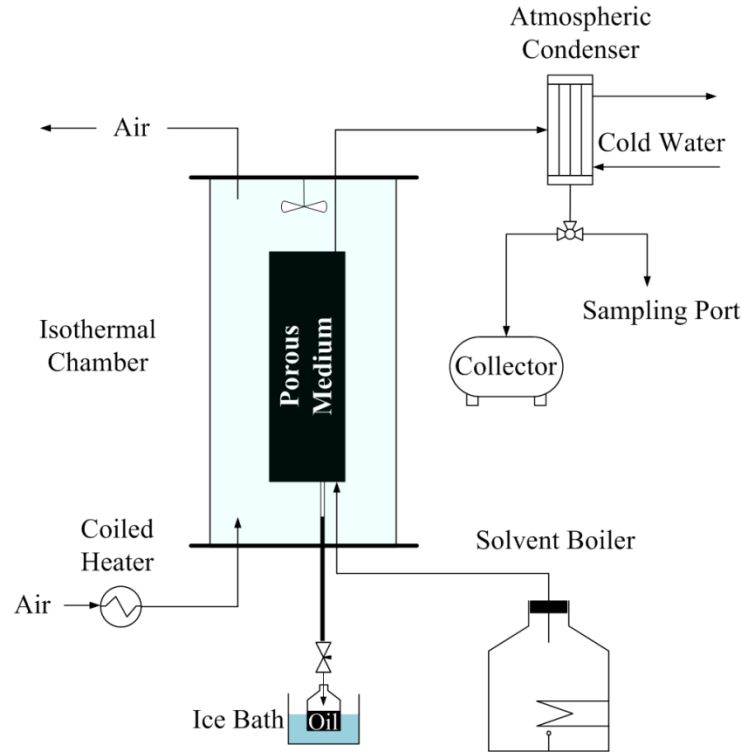 Atmospheric
Condenser
Air
Cold Water
Isothermal
Chamber
Porous
Medium
Sampling Port
Collector
Coiled
Heater
Solvent Boiler
Air
Ice Bath
Oil